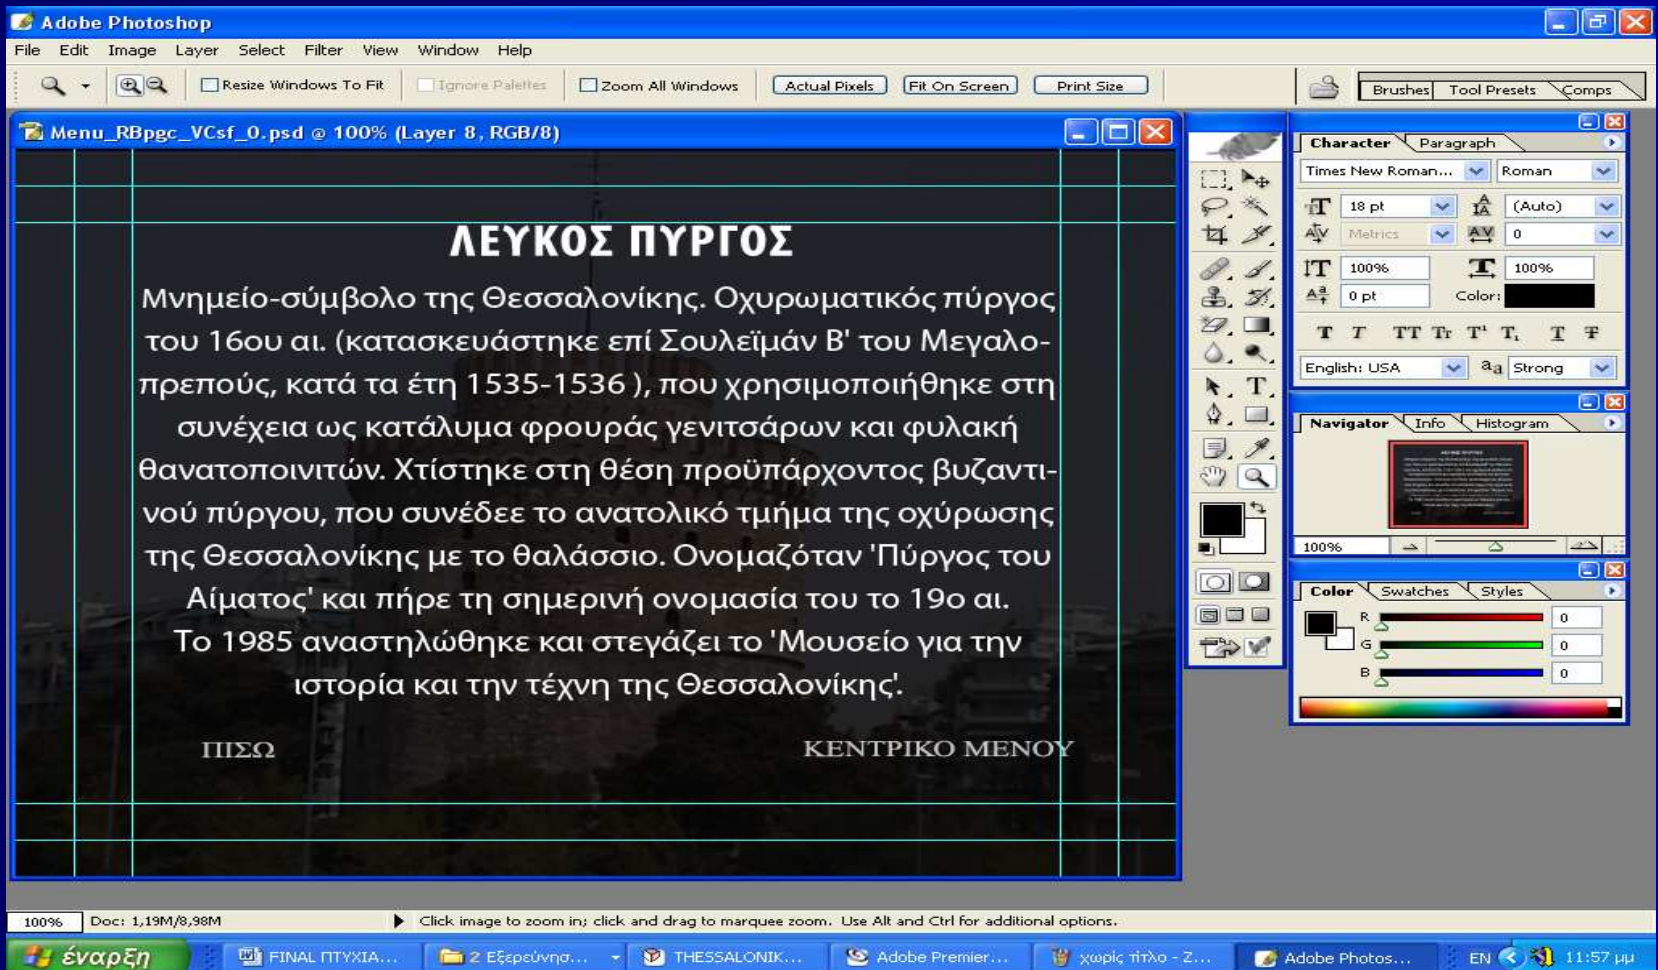 Adobe Photoshop
File Edit Image Layer Select Filter View Window Help
Resize Windows To Fit Ignore Palettes Zoom All Windows Actual Pixels Fit On Screen Print Size Brushes Tool Presets Comps
Menu_RBpgc_VCsf_0.psd @ 100% (Layer 8, RGB/8)
ΛΕΥΚΟΣ ΠΥΡΓΟΣ
Μνημείο-σύμβολο της Θεσσαλονίκης. Οχυρωματικός πύργος
του 16ου αι. (κατασκευάστηκε επί Σουλεϊμάν Β' του Μεγαλο-
πρεπούς, κατά τα έτη 1535-1536 ), που χρησιμοποιήθηκε στη
συνέχεια ως κατάλυμα φρουράς γενιτσάρων και φυλακή
θανατοποινιτών. Χτίστηκε στη θέση προϋπάρχοντος βυζαντι-
νού πύργου, που συνέδεε το ανατολικό τμήμα της οχύρωσης
της Θεσσαλονίκης με το θαλάσσιο. Ονομαζόταν 'Πύργος του
Αίματος' και πήρε τη σημερινή ονομασία του το 19ο αι.
Το 1985 αναστηλώθηκε και στεγάζει το 'Μουσείο για την
ιστορία και την τέχνη της Θεσσαλονίκης'.
ΠΙΣΩ ΚΕΝΤΡΙΚΟ ΜΕΝΟΥ
Character Paragraph
Times New Roman... Roman
18 pt (Auto)
Metrics 0
100% 100%
0 pt Color:
T T TT Tr T¹ T, T T
English: USA aa Strong
Navigator Info Histogram
100%
Color Swatches Styles
R 0
G 0
B 0
100% Doc: 1,19M/8,98M Click image to zoom in; click and drag to marquee zoom. Use Alt and Ctrl for additional options.
έναρξη FINAL ΠΤΥΧΙΑ... 2 Εξερεύνησ... THESSALONIK... Adobe Premier... χωρίς τίτλο - Z... Adobe Photos... EN 11:57 μμ